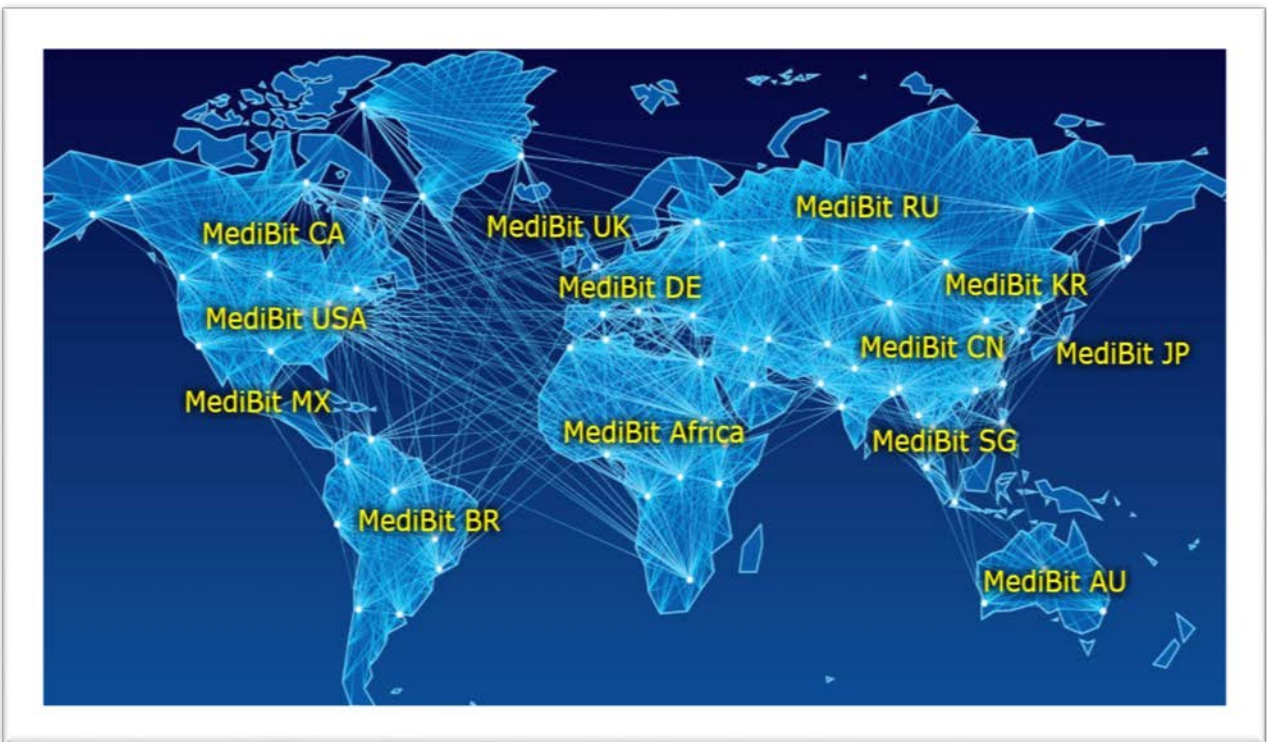 MediBit RU
MediBit UK
MediBit CA
MediBit DE
MediBit KR
MediBit USA
MediBit CN
MediBit JP
MediBit MX
MediBit Africa
MediBit SG
MediBit BR
MediBit AU